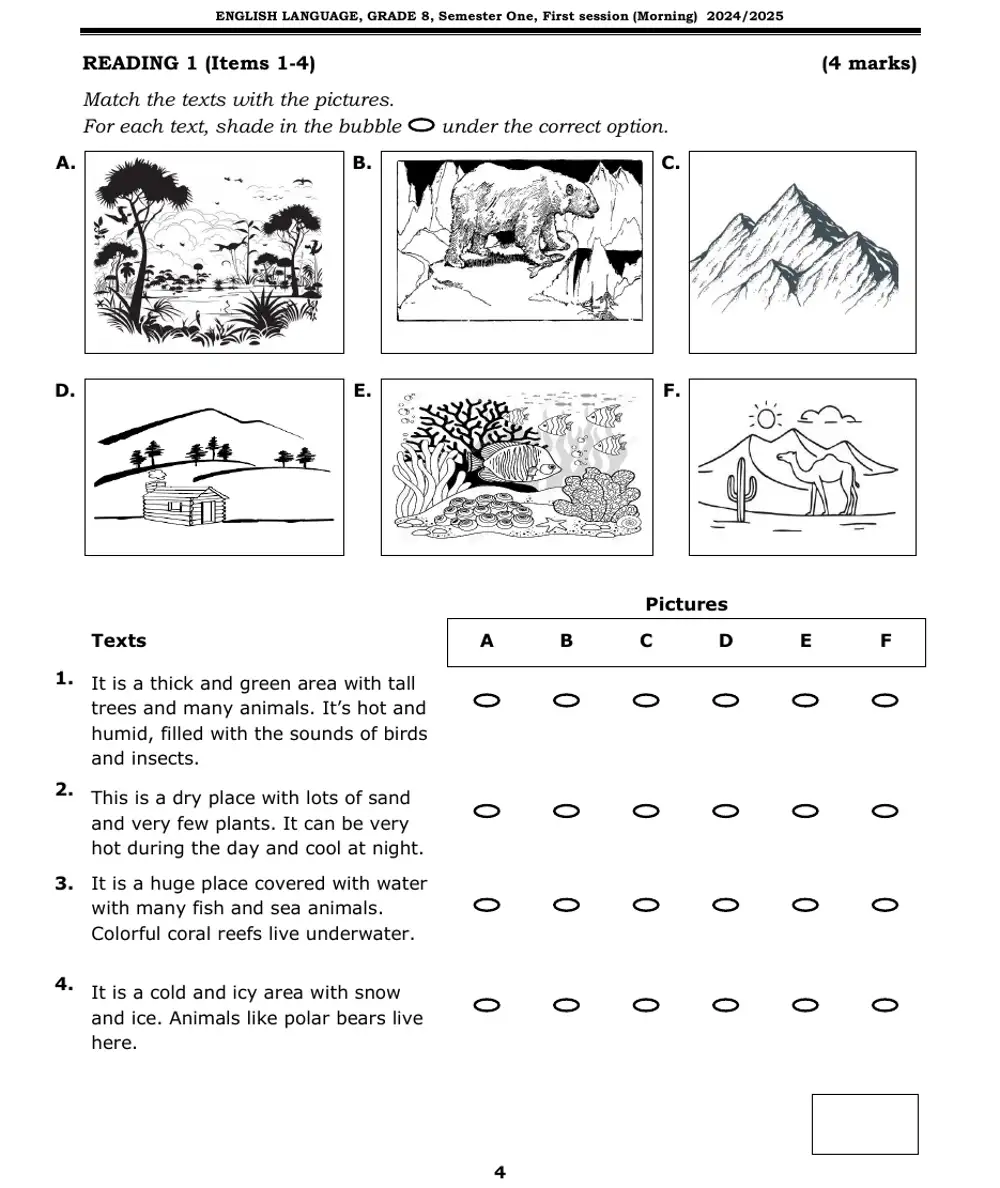 ENGLISH LANGUAGE, GRADE 8, Semester One, First session (Morning) 2024/2025
READING 1 (Items 1-4) (4 marks)
Match the texts with the pictures.
For each text, shade in the bubble under the correct option.
A. B. C.
D. E. F.
Pictures
Texts A B C D E F
1. It is a thick and green area with tall
trees and many animals. It’s hot and
humid, filled with the sounds of birds
and insects.
2. This is a dry place with lots of sand
and very few plants. It can be very
hot during the day and cool at night.
3. It is a huge place covered with water
with many fish and sea animals.
Colorful coral reefs live underwater.
4. It is a cold and icy area with snow
and ice. Animals like polar bears live
here.
4